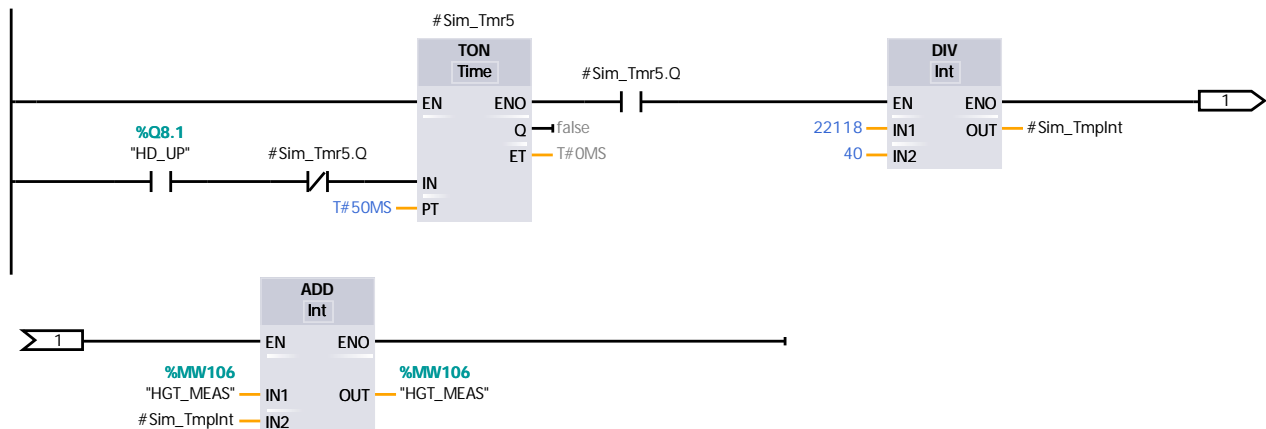 #Sim_Tmr5
TON
Time
#Sim_Tmr5.Q
DIV
Int
EN ENO
EN ENO
1
%Q8.1
"HD_UP"
#Sim_Tmr5.Q
Q false
22118 IN1 OUT #Sim_TmpInt
ET T#0MS
40 IN2
IN
T#50MS PT
ADD
Int
1
EN ENO
%MW106
"HGT_MEAS" IN1
OUT
%MW106
"HGT_MEAS"
#Sim_TmpInt IN2